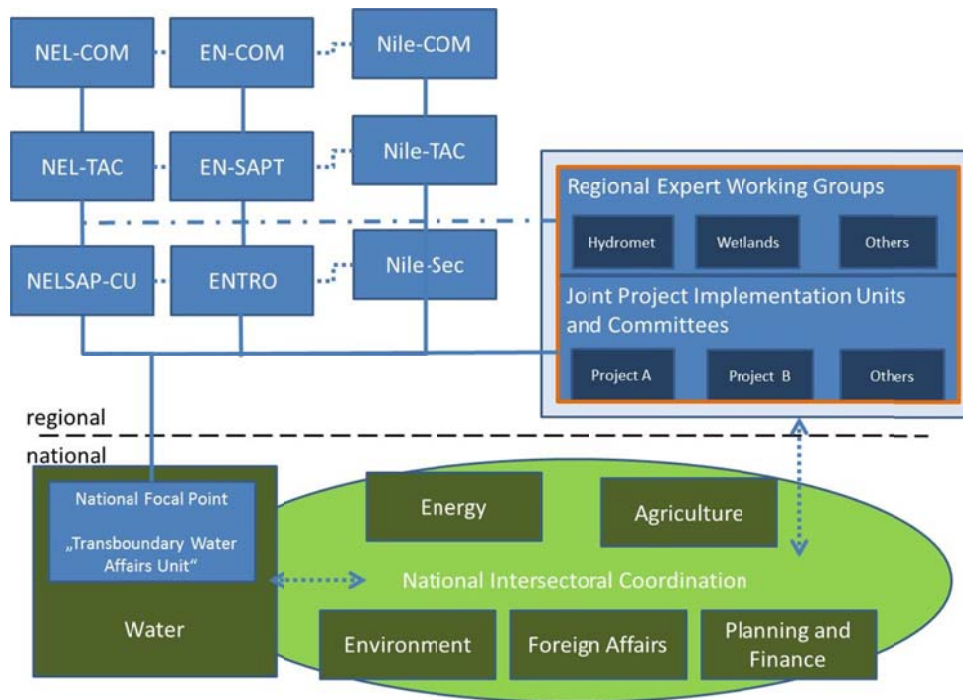 NEL-COM
EN-COM
Nile-COM
NEL-TAC
EN-SAPT
Nile-TAC
NELSAP-CU
ENTRO
Nile-Sec
Regional Expert Working Groups
Hydromet
Wetlands
Others
Joint Project Implementation Units
and Committees
Project A
Project B
Others
regional
national
National Focal Point
„Transboundary Water
Affairs Unit“
Water
Energy
Agriculture
National Intersectoral Coordination
Environment
Foreign Affairs
Planning and
Finance